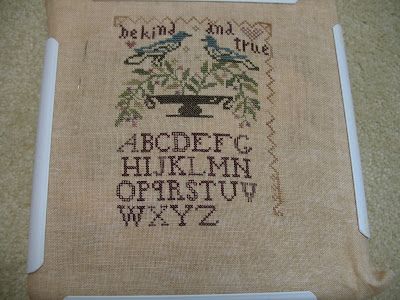 be kind and
true
ABCDEFG
HIJKLMN
OPQRSTUV
WXYZ